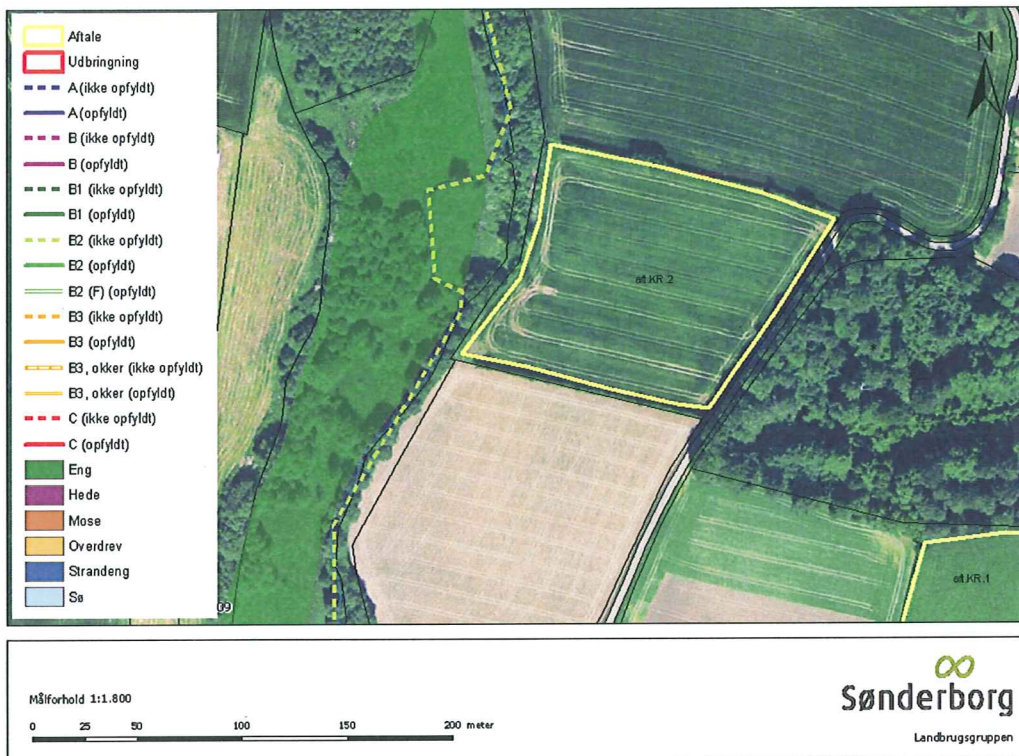 Aftale
Udbringning
A (ikke opfyldt)
A (opfyldt)
B (ikke opfyldt)
B (opfyldt)
B1 (ikke opfyldt)
B1 (opfyldt)
B2 (ikke opfyldt)
B2 (opfyldt)
B2 (F) (opfyldt)
B3 (ikke opfyldt)
B3 (opfyldt)
B3, okker (ikke opfyldt)
B3, okker (opfyldt)
C (ikke opfyldt)
C (opfyldt)
Eng
Hede
Mose
Overdrev
Strandeng
Sø
N
aft.KR.2
aft.KR.1
09
Målforhold 1:1.800
0 25 50 100 150 200 meter
Sønderborg
Landbrugsgruppen